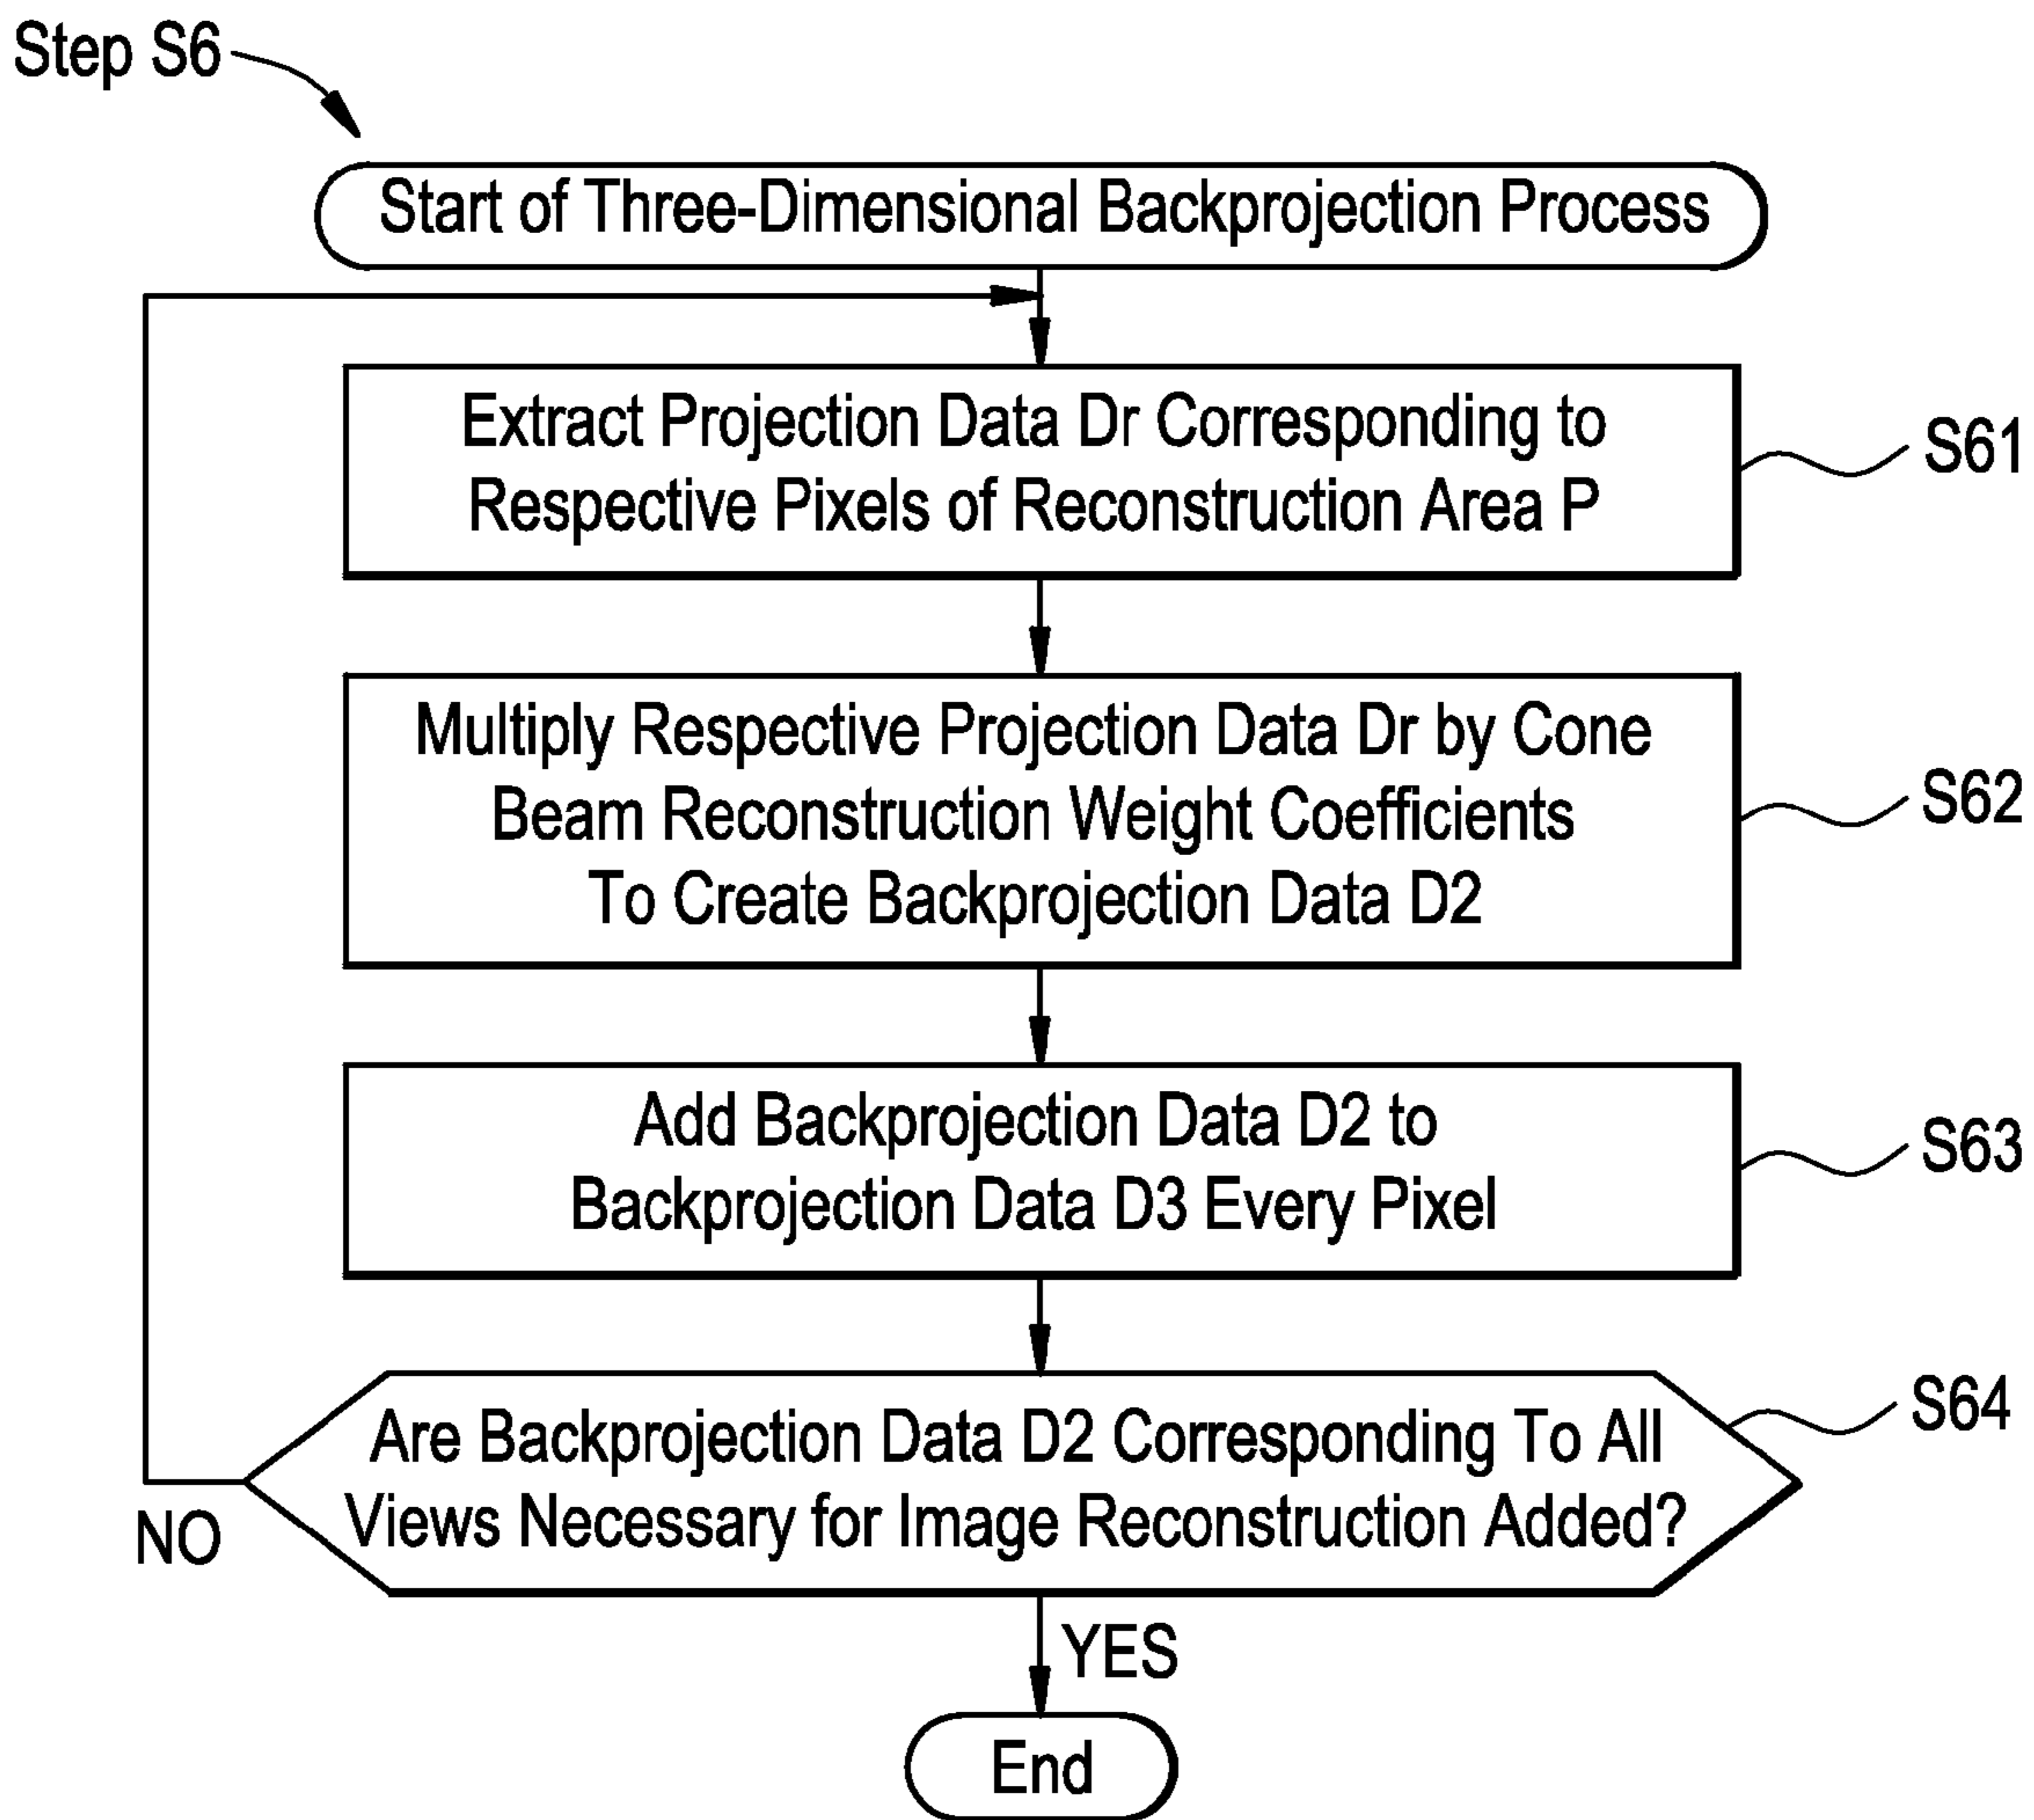 Step S6
Start of Three-Dimensional Backprojection Process
Extract Projection Data Dr Corresponding to
Respective Pixels of Reconstruction Area P
S61
Multiply Respective Projection Data Dr by Cone
Beam Reconstruction Weight Coefficients
To Create Backprojection Data D2
S62
Add Backprojection Data D2 to
Backprojection Data D3 Every Pixel
S63
Are Backprojection Data D2 Corresponding To All
Views Necessary for Image Reconstruction Added?
S64
NO
YES
End